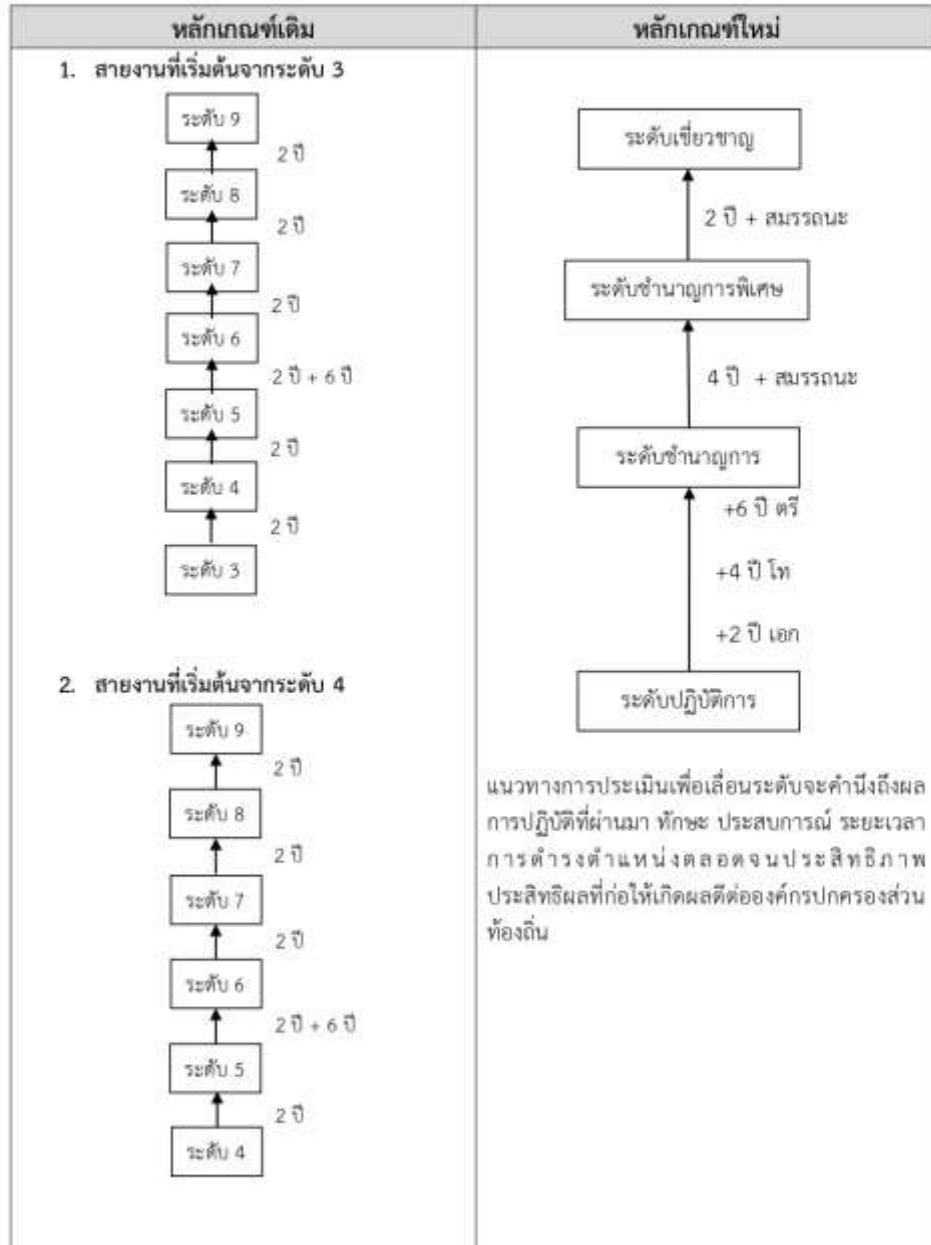 หลักเกณฑ์เดิม
1. สายงานที่เริ่มต้นจากระดับ 3
ระดับ 9
2 ปี
ระดับ 8
2 ปี
ระดับ 7
2 ปี
ระดับ 6
2 ปี + 6 ปี
ระดับ 5
2 ปี
ระดับ 4
2 ปี
ระดับ 3
2. สายงานที่เริ่มต้นจากระดับ 4
ระดับ 9
2 ปี
ระดับ 8
2 ปี
ระดับ 7
2 ปี
ระดับ 6
2 ปี + 6 ปี
ระดับ 5
2 ปี
ระดับ 4
หลักเกณฑ์ใหม่
ระดับเชี่ยวชาญ
2 ปี + สมรรถนะ
ระดับชำนาญการพิเศษ
4 ปี + สมรรถนะ
ระดับชำนาญการ
+6 ปี ตรี
+4 ปี โท
+2 ปี เอก
ระดับปฏิบัติการ
แนวทางการประเมินเพื่อเลื่อนระดับจะคำนึงถึงผล
การปฏิบัติที่ผ่านมา ทักษะ ประสบการณ์ ระยะเวลา
การดำรงตำแหน่งตลอดจนประสิทธิภาพ
ประสิทธิผลที่ก่อให้เกิดผลดีต่อองค์กรปกครองส่วน
ท้องถิ่น